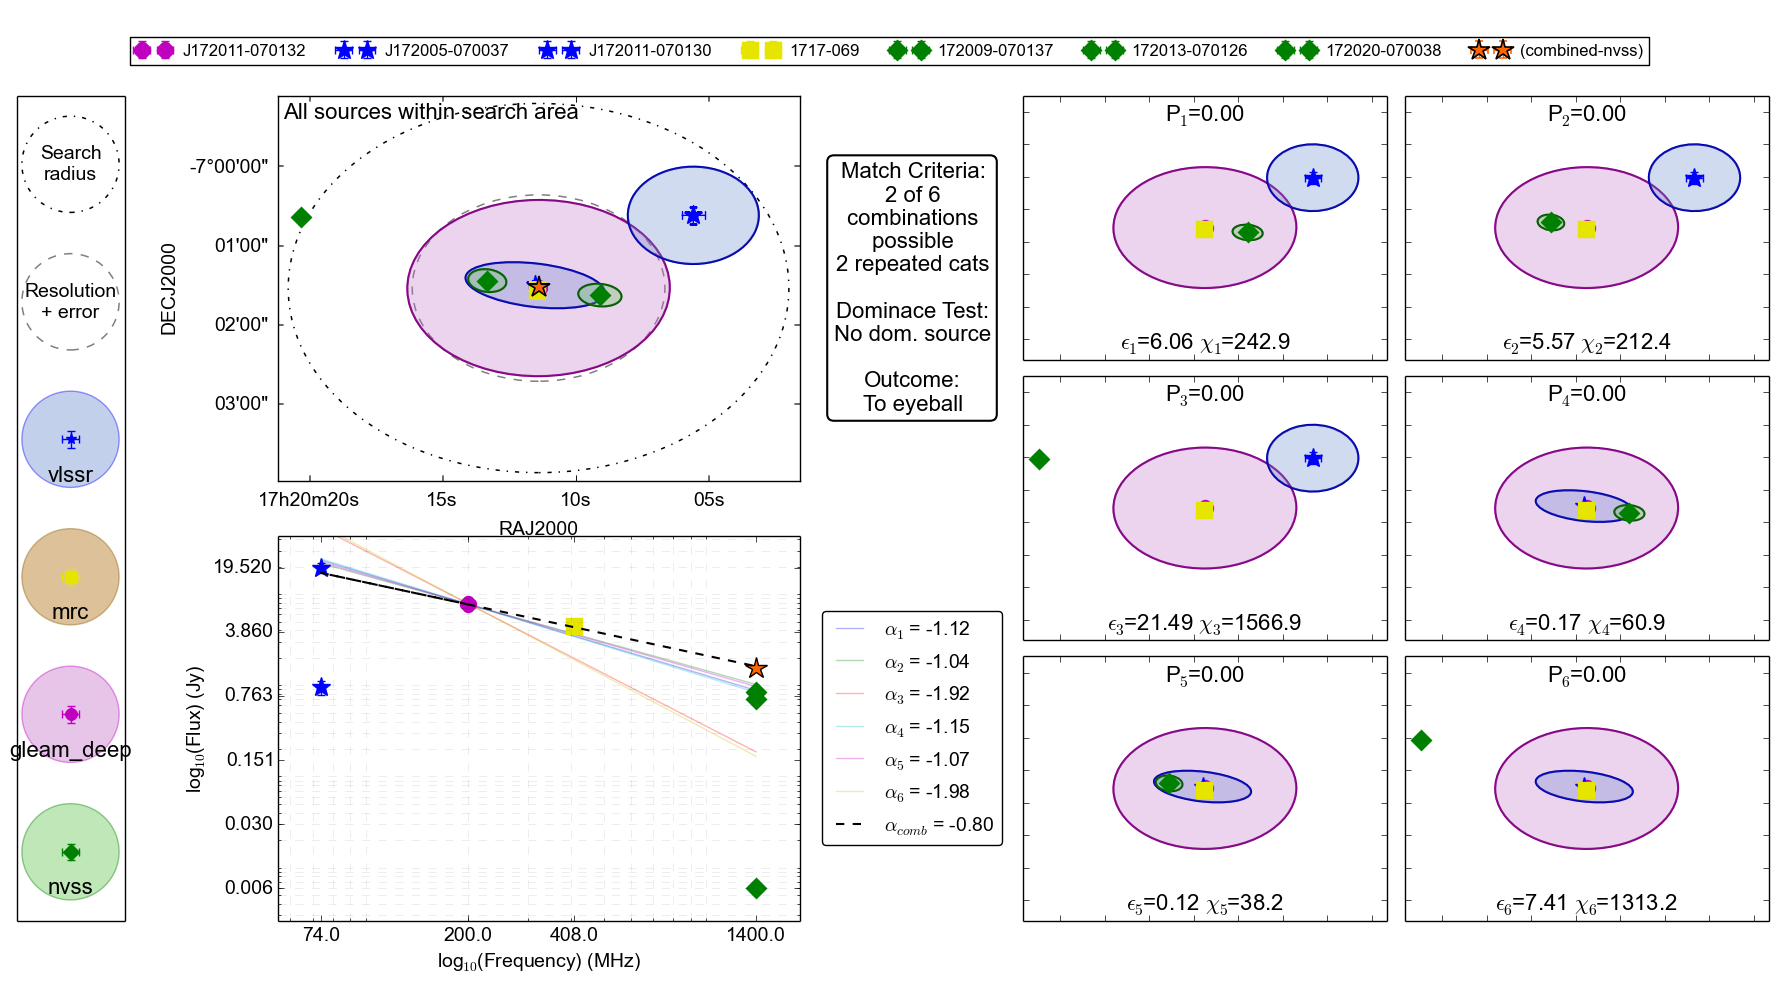 J172011-070132 J172005-070037 J172011-070130 1717-069 172009-070137 172013-070126 172020-070038 (combined-nvss)
Search
radius
Resolution
+ error
vlssr
mrc
gleam_deep
nvss
All sources within search area
DECJ2000
-7°00'00"
01'00"
02'00"
03'00"
17h20m20s 15s 10s 05s
RAJ2000
log10(Flux) (Jy)
19.520
3.860
0.763
0.151
0.030
0.006
74.0 200.0 408.0 1400.0
log10(Frequency) (MHz)
Match Criteria:
2 of 6
combinations
possible
2 repeated cats
Dominace Test:
No dom. source
Outcome:
To eyeball
α1 = -1.12
α2 = -1.04
α3 = -1.92
α4 = -1.15
α5 = -1.07
α6 = -1.98
αcomb = -0.80
P1=0.00
ϵ1=6.06 χ1=242.9
P2=0.00
ϵ2=5.57 χ2=212.4
P3=0.00
ϵ3=21.49 χ3=1566.9
P4=0.00
ϵ4=0.17 χ4=60.9
P5=0.00
ϵ5=0.12 χ5=38.2
P6=0.00
ϵ6=7.41 χ6=1313.2